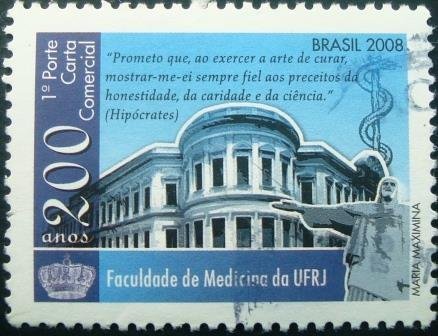 BRASIL 2008
"Prometo que, ao exercer a arte de curar,
mostrar-me-ei sempre fiel aos preceitos da
honestidade, da caridade e da ciência."
(Hipócrates)
1º Porte
Carta
Comercial
200
anos
Faculdade de Medicina da UFRJ
MARIA MAXIMINA